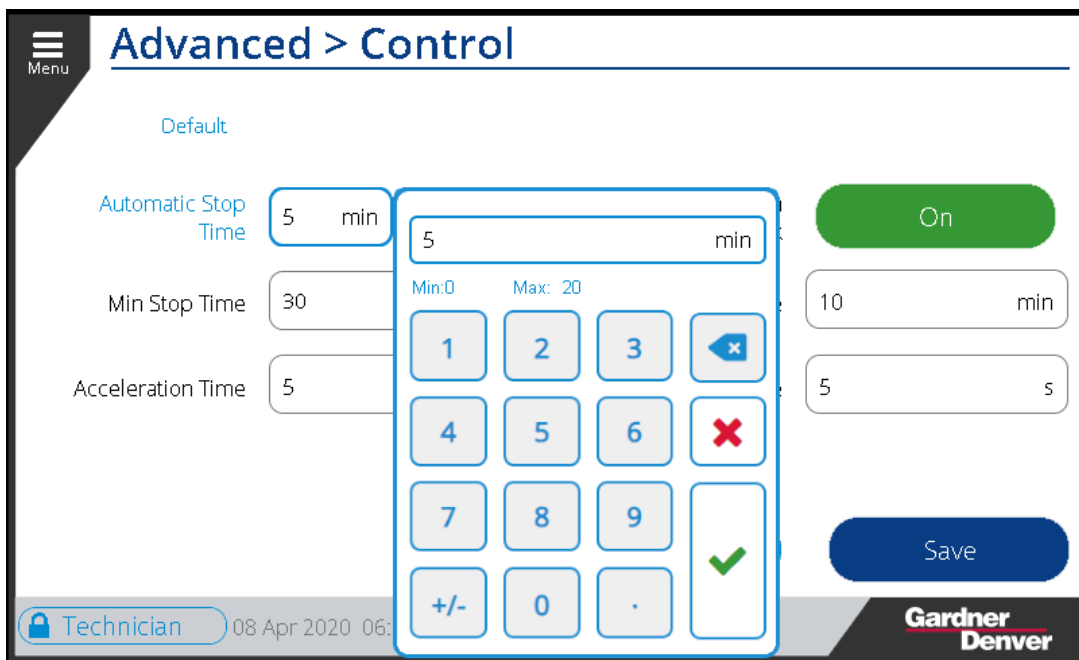 Menu
Advanced > Control
Default
Automatic Stop
Time
5 min
5 min
On
Min:0 Max: 20
Min Stop Time
30
10 min
1 2 3
Acceleration Time
5
5 s
4 5 6
7 8 9
Save
+/- 0 .
Technician
08 Apr 2020 06:
Gardner
Denver